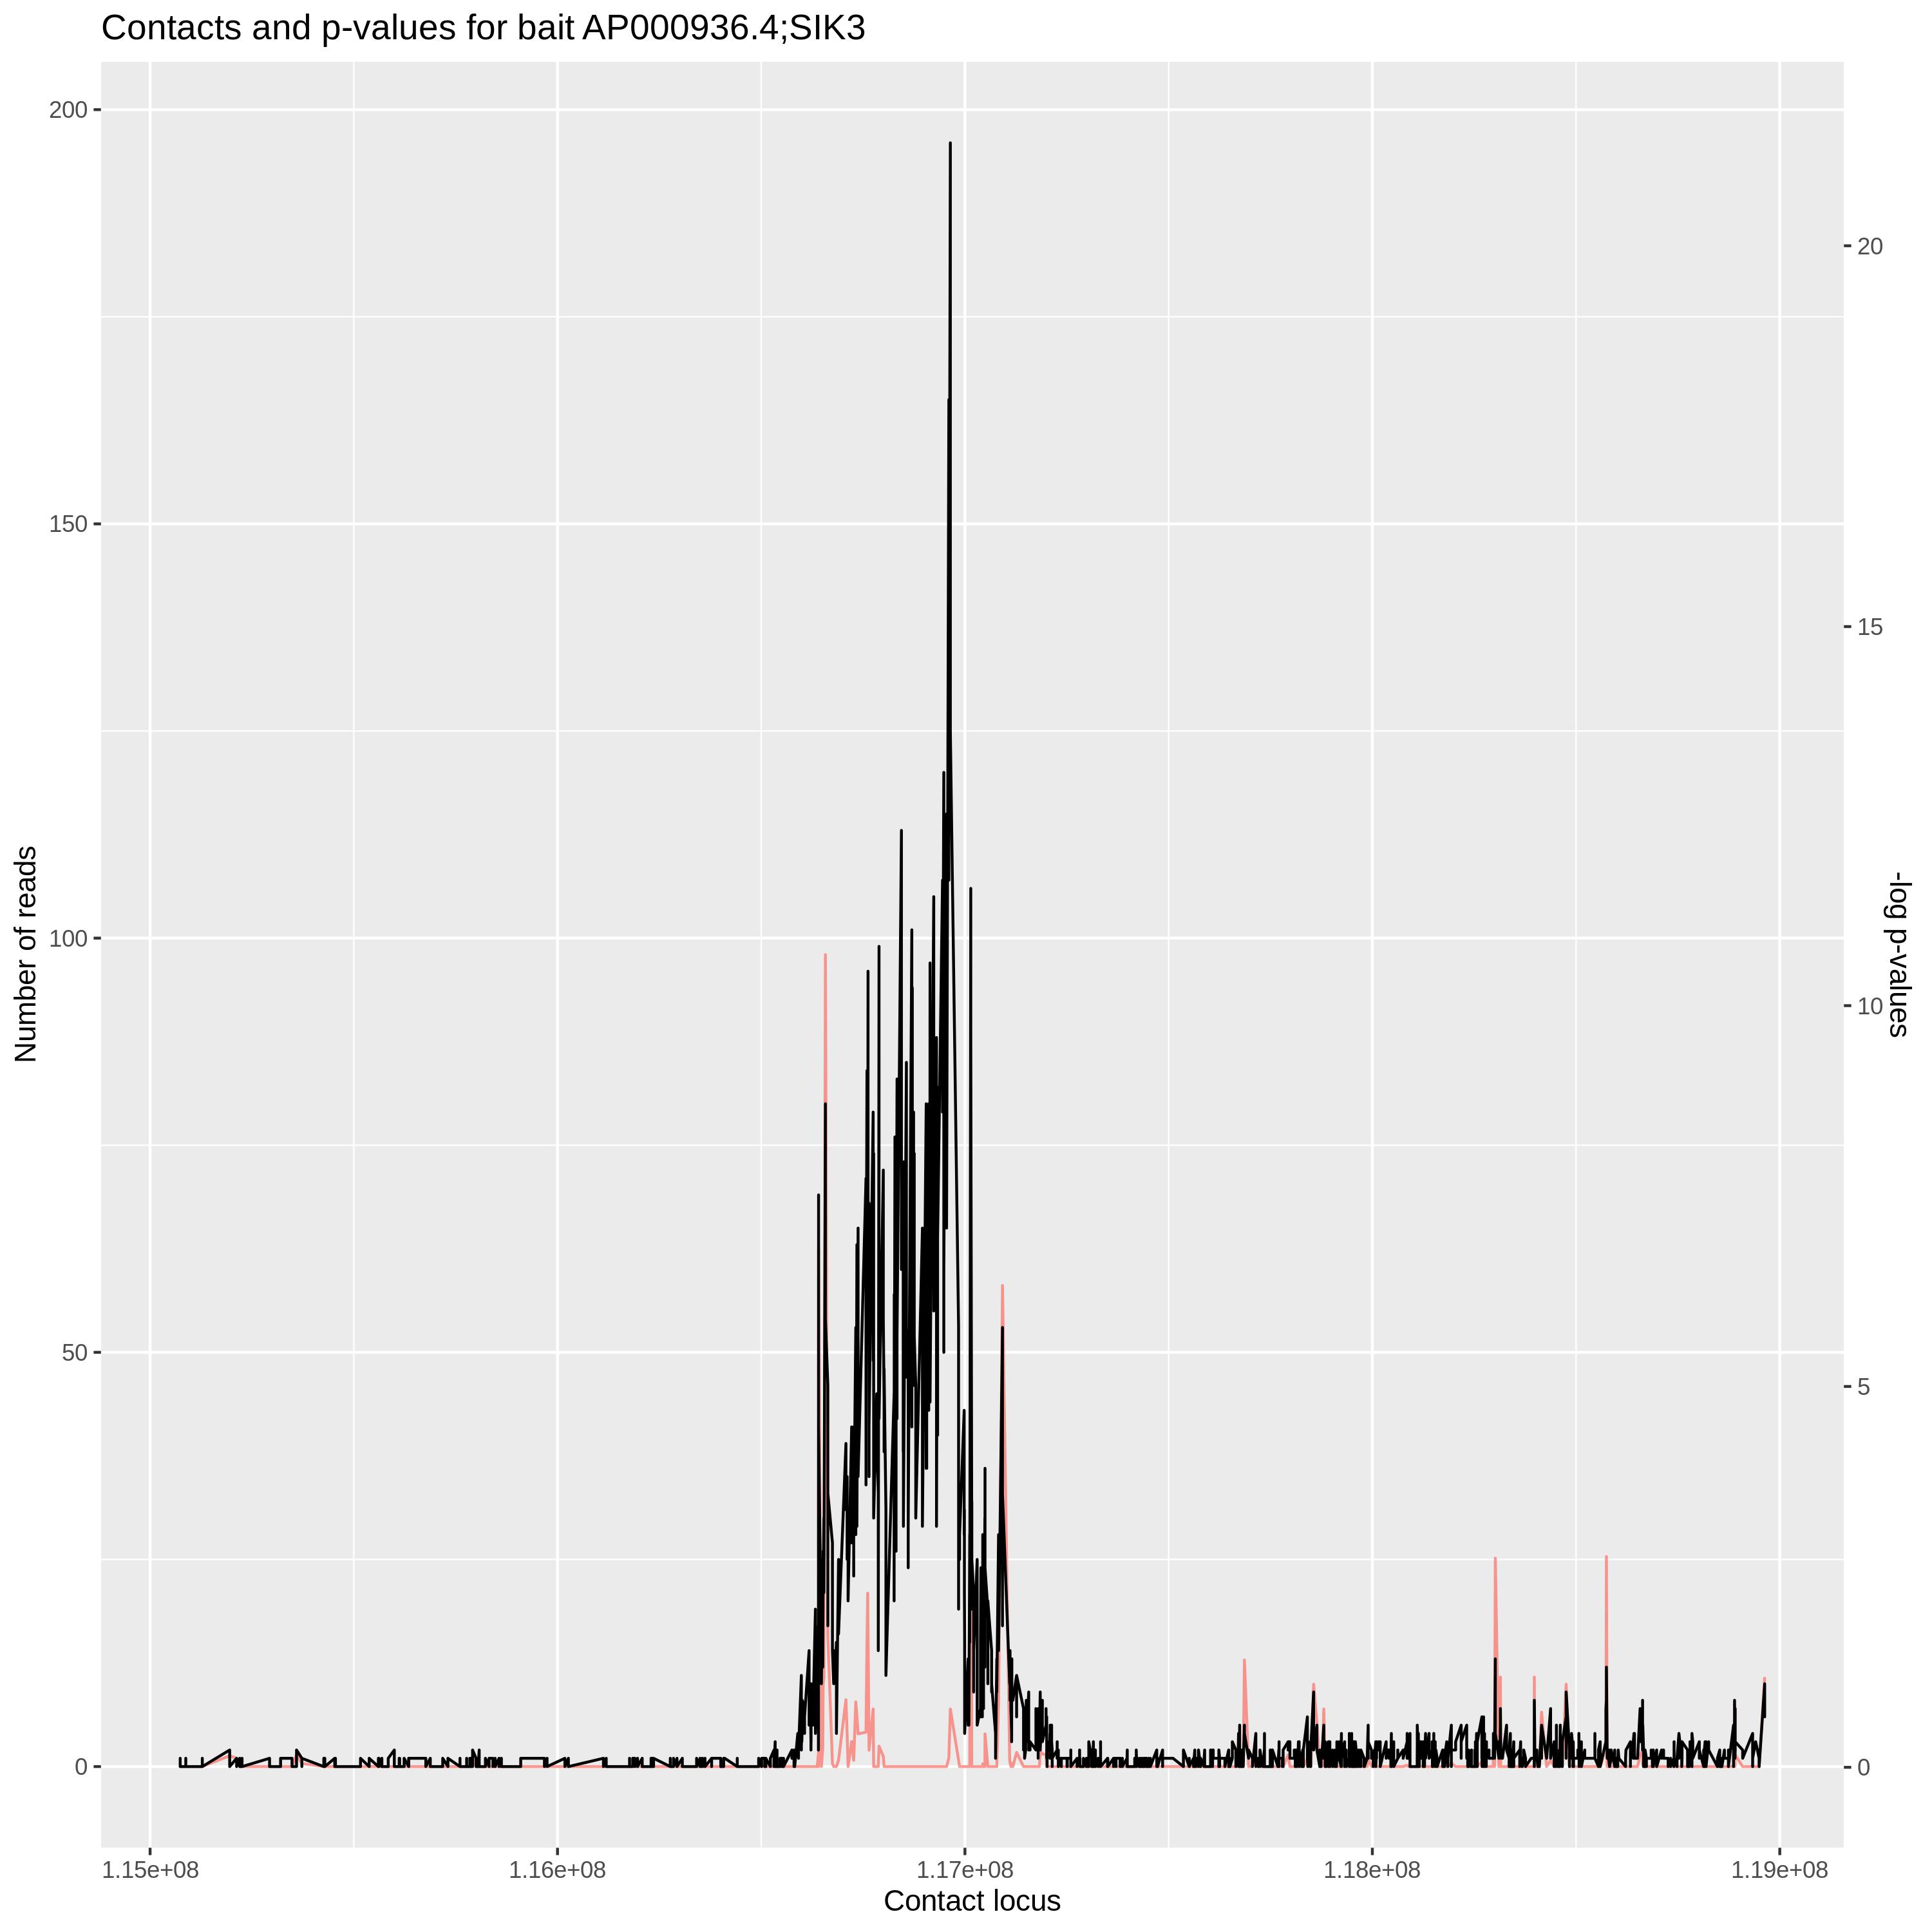 Contacts and p-values for bait AP000936.4;SIK3
200
150
100
50
0
Number of reads
20
15
10
5
0
-log p-values
1.15e+08
1.16e+08
1.17e+08
1.18e+08
1.19e+08
Contact locus